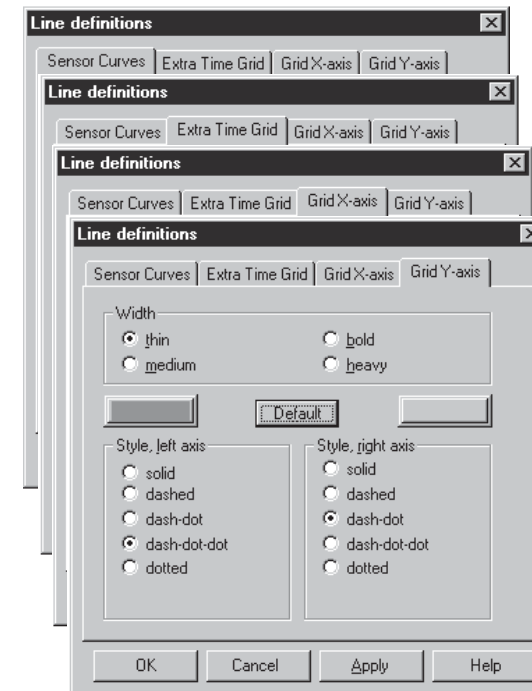 Line definitions
Sensor Curves Extra Time Grid Grid X-axis Grid Y-axis
Line definitions
Sensor Curves Extra Time Grid Grid X-axis Grid Y-axis
Line definitions
Sensor Curves Extra Time Grid Grid X-axis Grid Y-axis
Line definitions
Sensor Curves Extra Time Grid Grid X-axis Grid Y-axis
Width
thin bold
medium heavy
Default
Style, left axis Style, right axis
solid solid
dashed dashed
dash-dot dash-dot
dash-dot-dot dash-dot-dot
dotted dotted
OK Cancel Apply Help